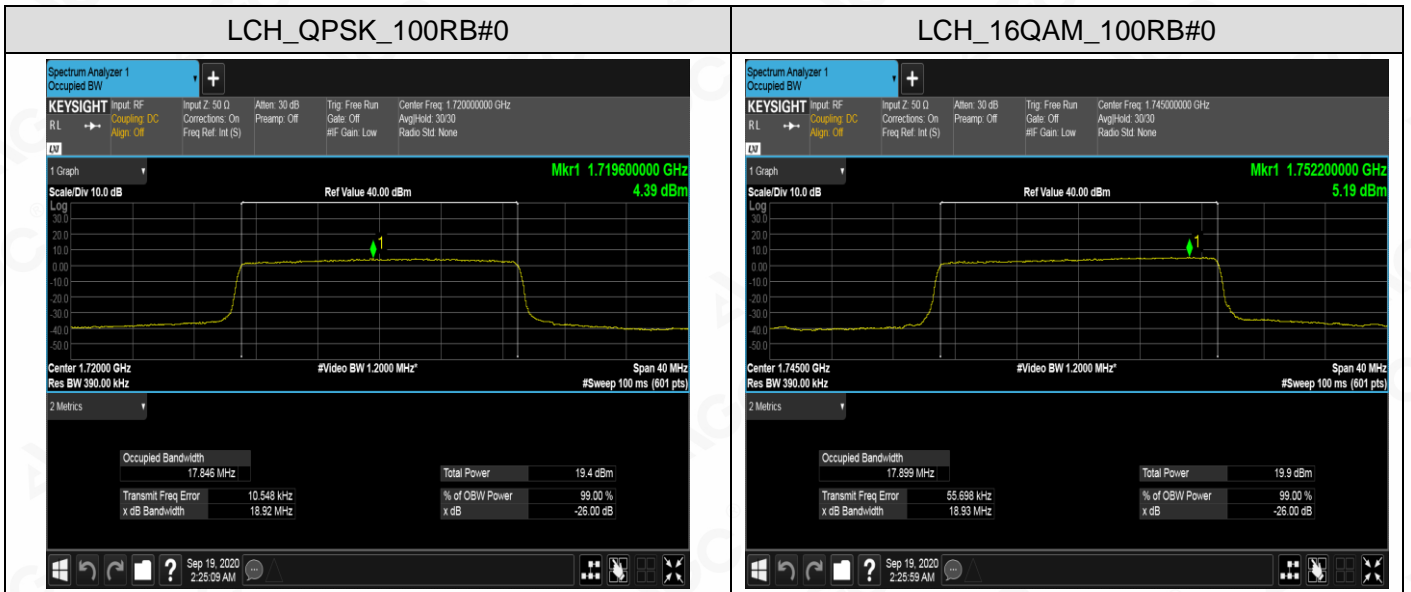 LCH_QPSK_100RB#0
Spectrum Analyzer 1
Occupied BW
+
KEYSIGHT Input: RF Input Z: 50 Ω Atten: 30 dB Trig: Free Run Center Freq: 1.720000000 GHz
RL Coupling: DC Corrections: On Preamp: Off Gate: Off Avg|Hold: 30/30
Align: Off Freq Ref: Int (S) #IF Gain: Low Radio Std: None
LXI
1 Graph Mkr1 1.719600000 GHz
Scale/Div 10.0 dB Ref Value 40.00 dBm 4.39 dBm
Log
30.0
20.0
10.0
0.00
-10.0
-20.0
-30.0
-40.0
-50.0
1
Center 1.72000 GHz #Video BW 1.2000 MHz* Span 40 MHz
Res BW 390.00 kHz #Sweep 100 ms (601 pts)
2 Metrics
Occupied Bandwidth
17.846 MHz Total Power 19.4 dBm
Transmit Freq Error 10.548 kHz % of OBW Power 99.00 %
x dB Bandwidth 18.92 MHz x dB -26.00 dB
? Sep 19, 2020
2:25:09 AM
LCH_16QAM_100RB#0
Spectrum Analyzer 1
Occupied BW
+
KEYSIGHT Input: RF Input Z: 50 Ω Atten: 30 dB Trig: Free Run Center Freq: 1.745000000 GHz
RL Coupling: DC Corrections: On Preamp: Off Gate: Off Avg|Hold: 30/30
Align: Off Freq Ref: Int (S) #IF Gain: Low Radio Std: None
LXI
1 Graph Mkr1 1.752200000 GHz
Scale/Div 10.0 dB Ref Value 40.00 dBm 5.19 dBm
Log
30.0
20.0
10.0
0.00
-10.0
-20.0
-30.0
-40.0
-50.0
1
Center 1.74500 GHz #Video BW 1.2000 MHz* Span 40 MHz
Res BW 390.00 kHz #Sweep 100 ms (601 pts)
2 Metrics
Occupied Bandwidth
17.899 MHz Total Power 19.9 dBm
Transmit Freq Error 55.698 kHz % of OBW Power 99.00 %
x dB Bandwidth 18.93 MHz x dB -26.00 dB
? Sep 19, 2020
2:25:59 AM